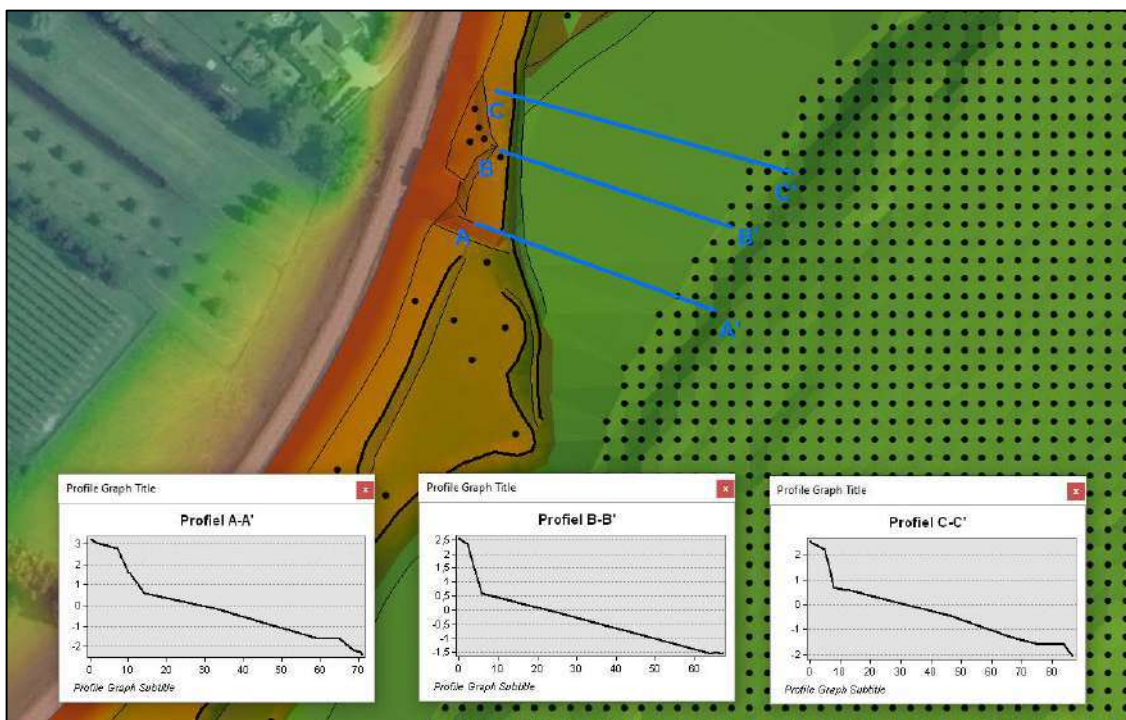 C
B
C'
A
B'
A'
Profile Graph Title
x
Profiel A-A'
3
2
1
0
-1
-2
0 10 20 30 40 50 60 70
Profile Graph Subtitle
Profile Graph Title
x
Profiel B-B'
2,5
2
1,5
1
0,5
0
-0,5
-1
-1,5
0 20 40 60
Profile Graph Subtitle
Profile Graph Title
x
Profiel C-C'
2
1
0
-1
-2
0 10 20 30 40 50 60 70 80
Profile Graph Subtitle